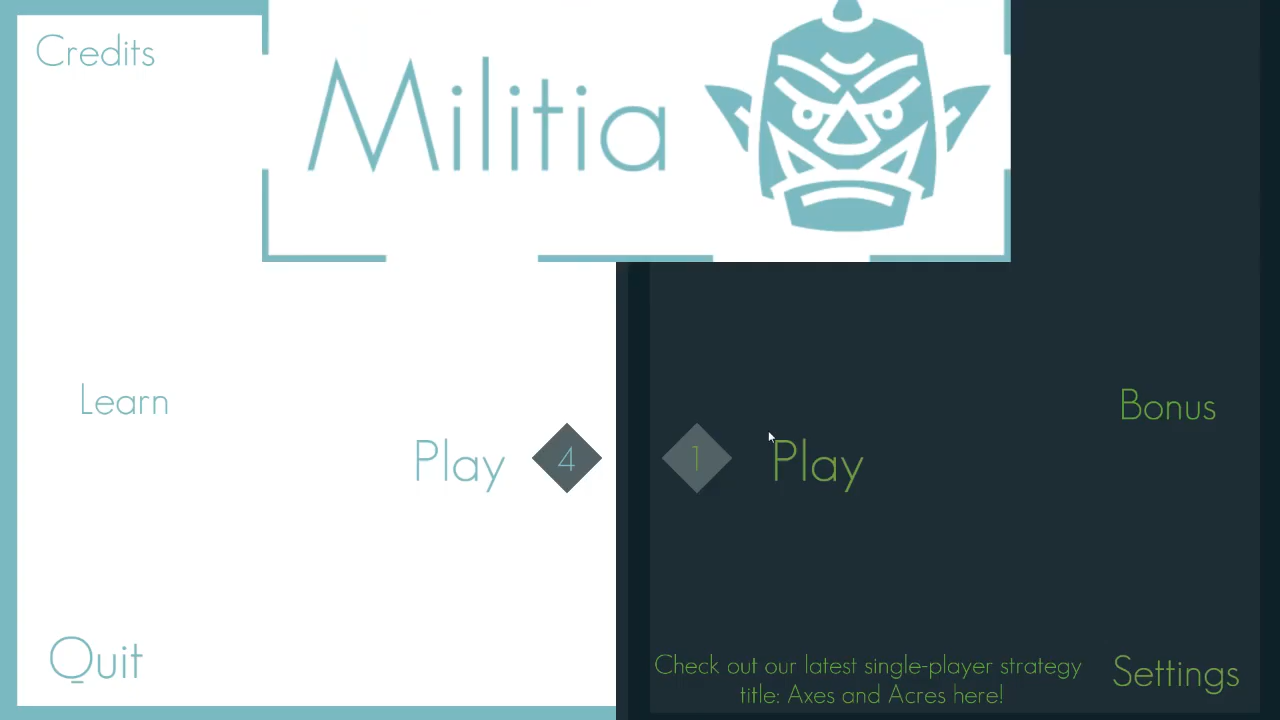 Credits
Militia
Learn
Bonus
Play 4
1 Play
Quit
Check out our latest single-player strategy
title: Axes and Acres here!
Settings